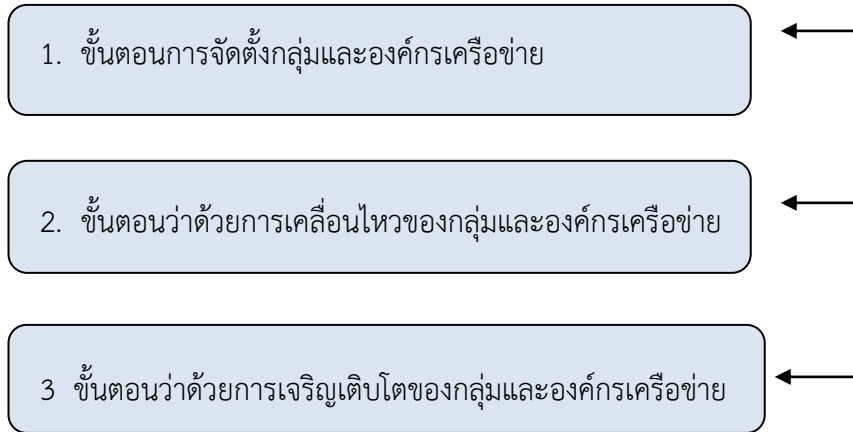 1. ขั้นตอนการจัดตั้งกลุ่มและองค์กรเครือข่าย
2. ขั้นตอนว่าด้วยการเคลื่อนไหวของกลุ่มและองค์กรเครือข่าย
3 ขั้นตอนว่าด้วยการเจริญเติบโตของกลุ่มและองค์กรเครือข่าย